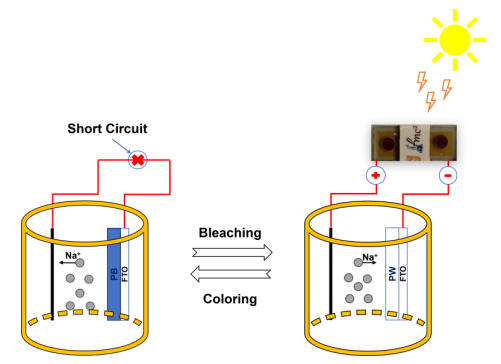 Short Circuit
+
-
Na⁺
PB
FTO
Bleaching
Coloring
Na⁺
PW
FTO